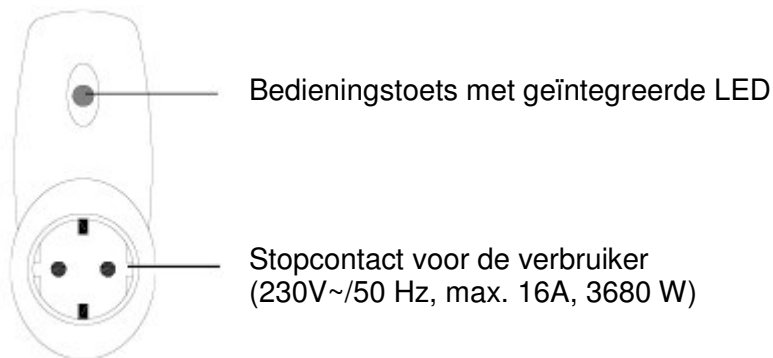 Bedieningstoets met geïntegreerde LED
Stopcontact voor de verbruiker
(230V~/50 Hz, max. 16A, 3680 W)